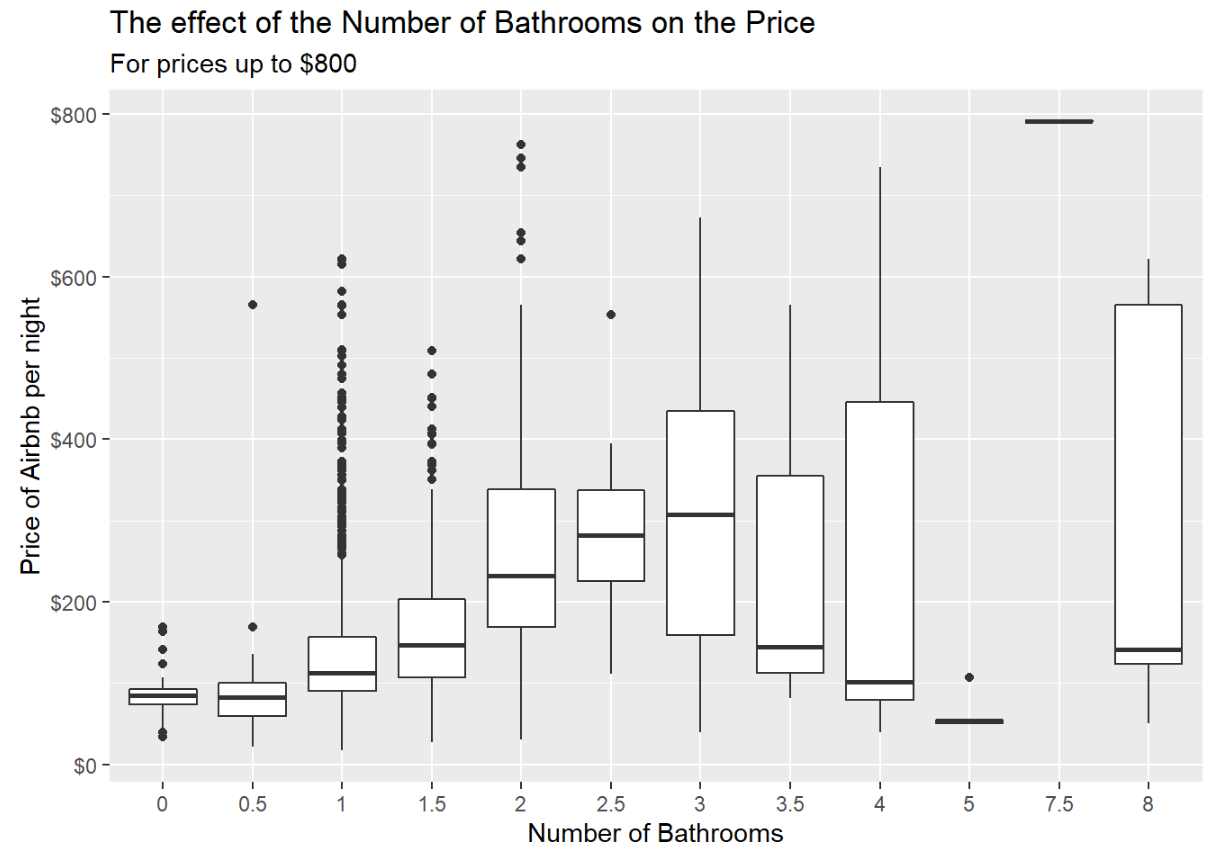 The effect of the Number of Bathrooms on the Price
For prices up to $800
Price of Airbnb per night
$800
$600
$400
$200
$0
0 0.5 1 1.5 2 2.5 3 3.5 4 5 7.5 8
Number of Bathrooms